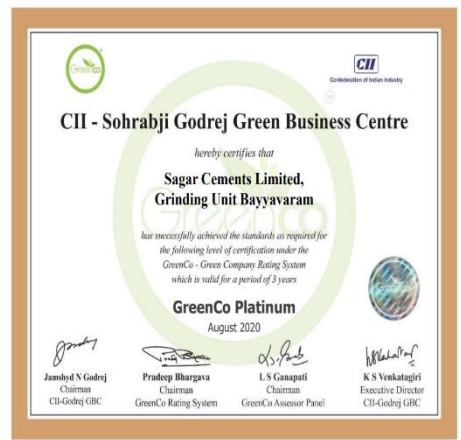 Greenco
CII
Confederation of Indian Industry
CII - Sohrabji Godrej Green Business Centre
hereby certifies that
Sagar Cements Limited,
Grinding Unit Bayyavaram
has successfully achieved the standards as required for
the following level of certification under the
GreenCo - Green Company Rating System
which is valid for a period of 3 years
GreenCo Platinum
August 2020
Jamshyd N Godrej
Chairman
CII-Godrej GBC
Pradeep Bhargava
Chairman
GreenCo Rating System
L S Ganapati
Chairman
GreenCo Assessor Panel
K S Venkatagiri
Executive Director
CII-Godrej GBC